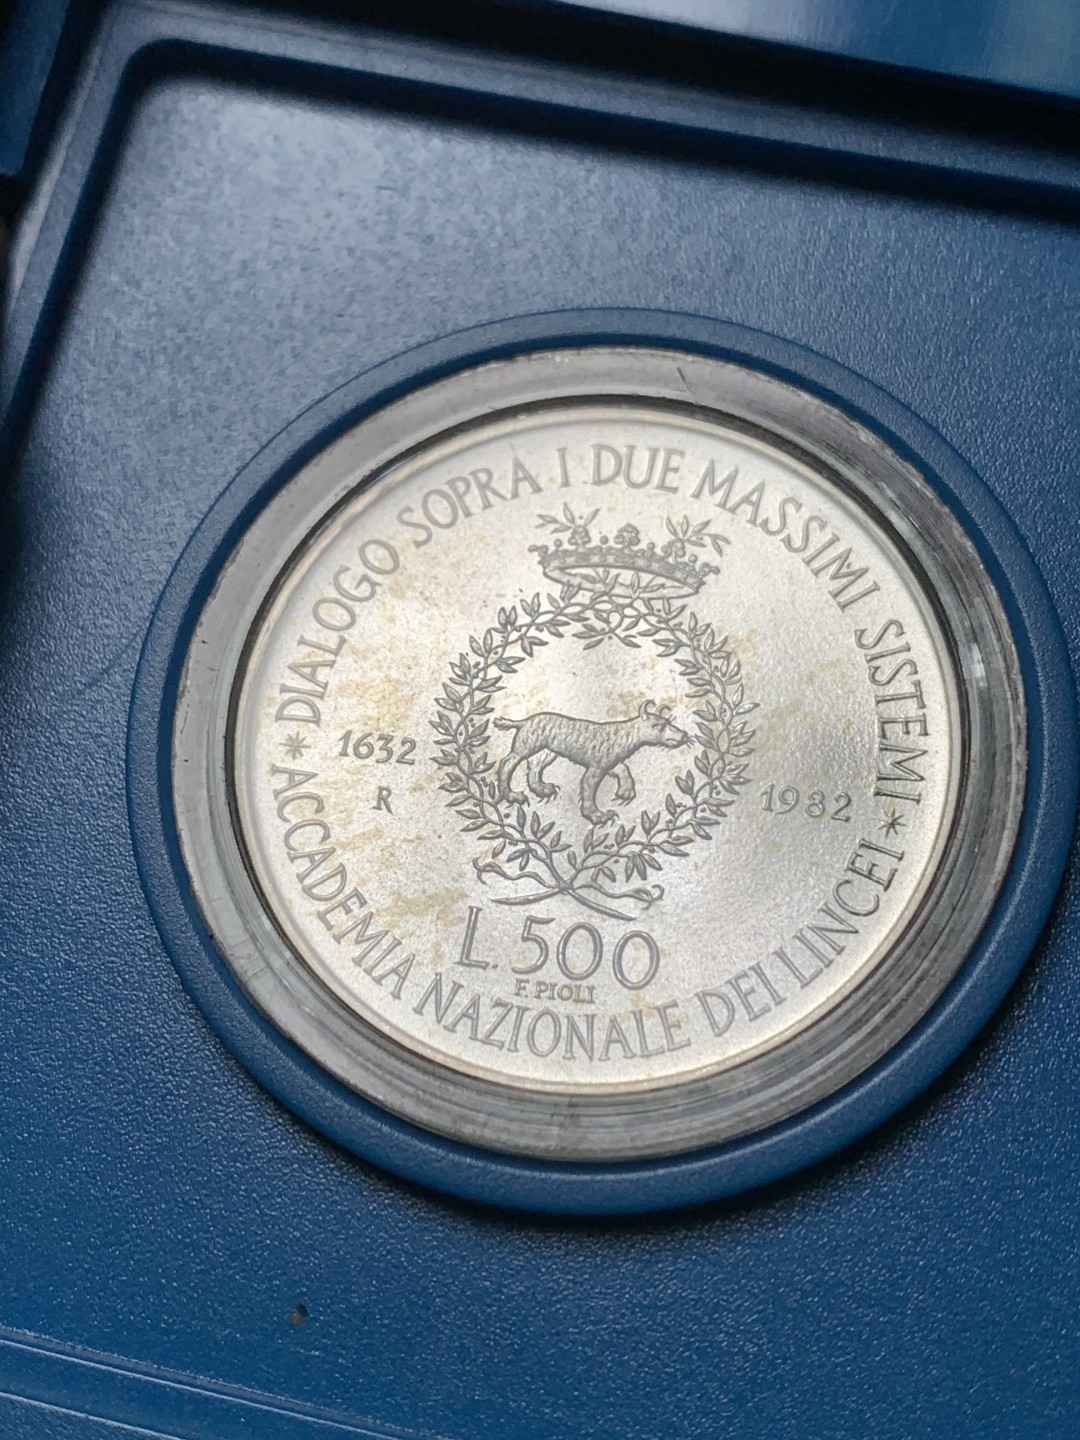 DIALOGO SOPRA I DUE MASSIMI SISTEMI
1632
R
1982
L.500
F. PIOLI
ACCADEMIA NAZIONALE DEI LINCEI